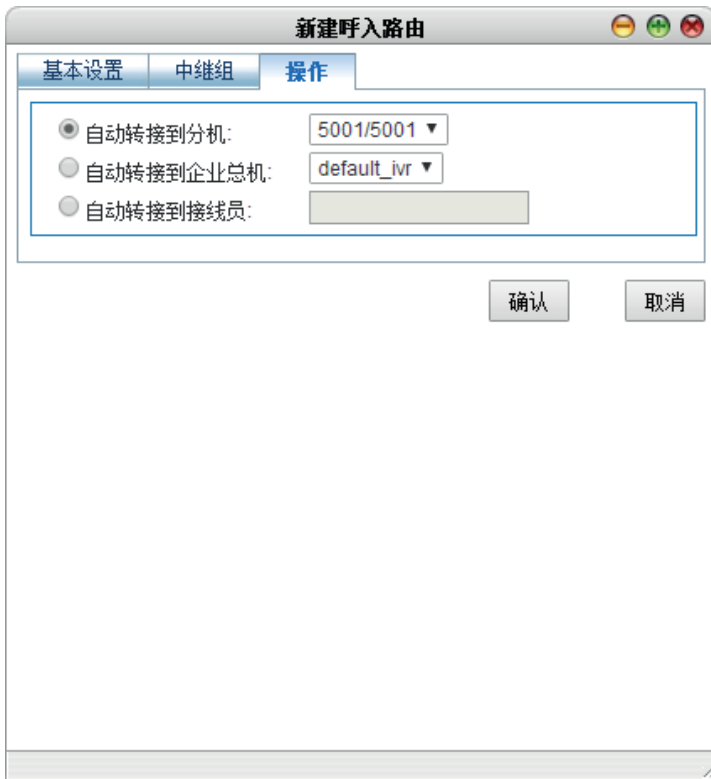 新建呼入路由
基本设置 中继组 操作
自动转接到分机: 5001/5001
自动转接到企业总机: default_ivr
自动转接到接线员:
确认 取消